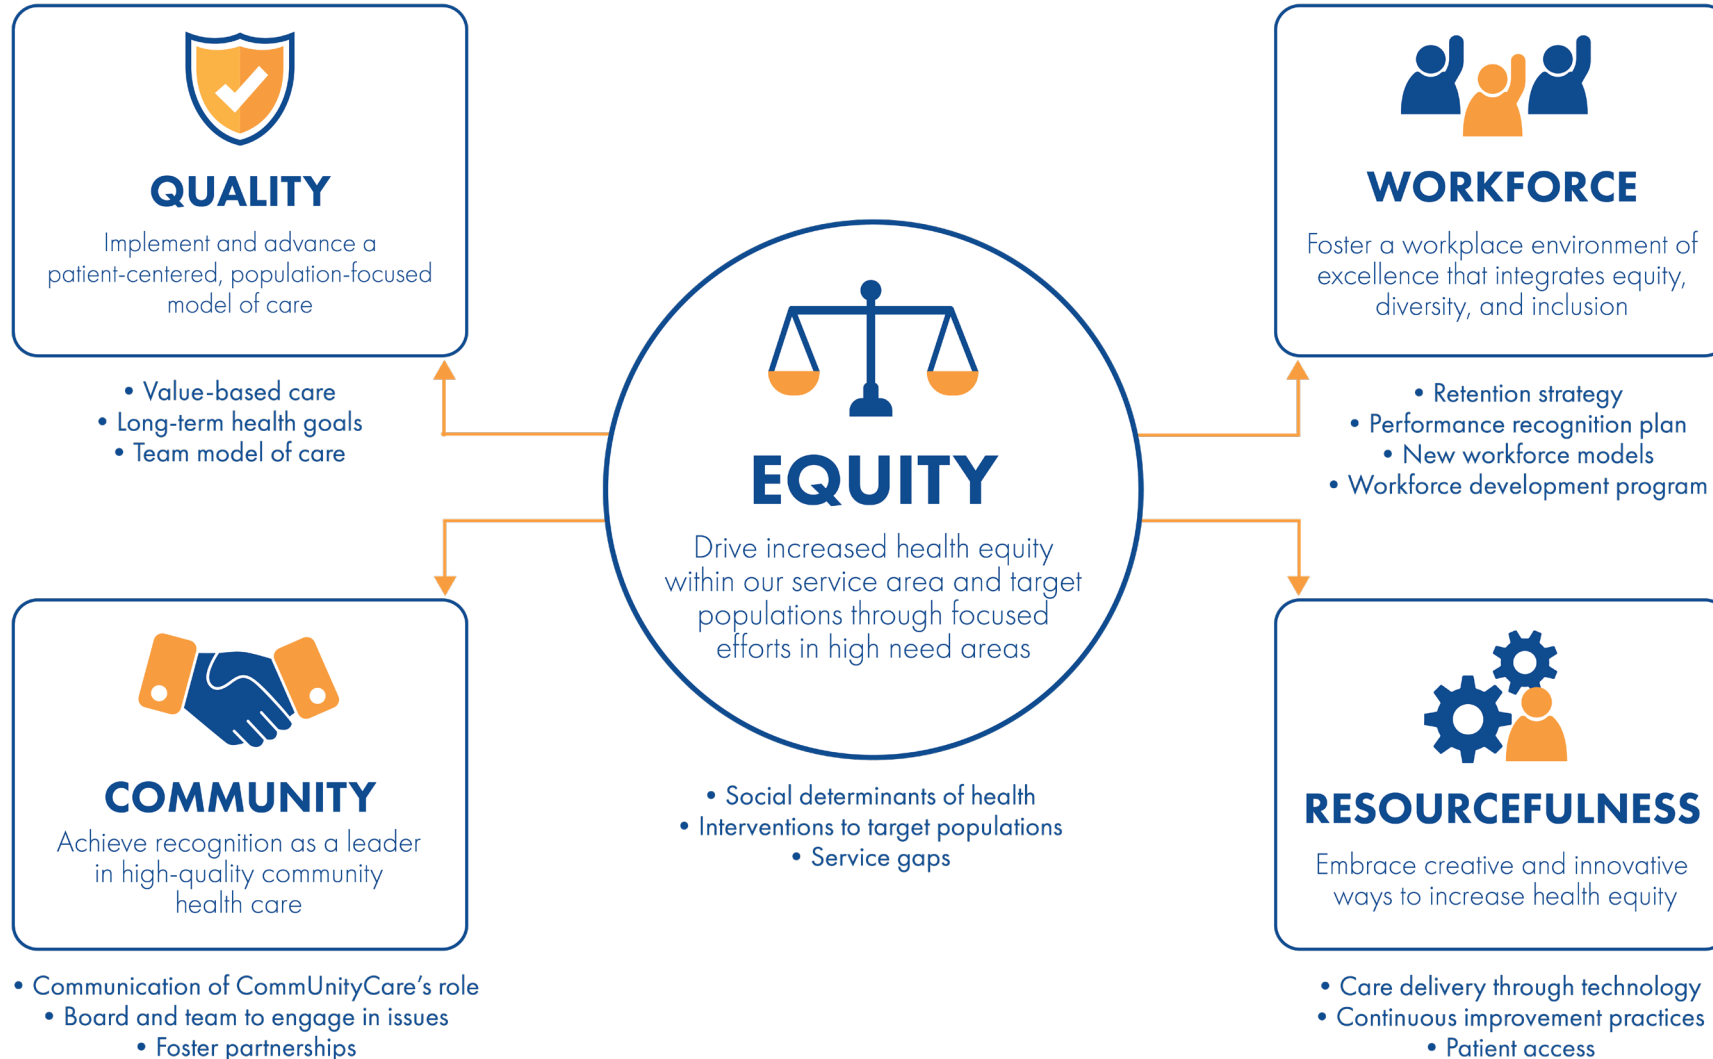 QUALITY
Implement and advance a
patient-centered, population-focused
model of care
• Value-based care
• Long-term health goals
• Team model of care
WORKFORCE
Foster a workplace environment of
excellence that integrates equity,
diversity, and inclusion
• Retention strategy
• Performance recognition plan
• New workforce models
• Workforce development program
EQUITY
Drive increased health equity
within our service area and target
populations through focused
efforts in high need areas
• Social determinants of health
• Interventions to target populations
• Service gaps
COMMUNITY
Achieve recognition as a leader
in high-quality community
health care
• Communication of CommUnityCare’s role
• Board and team to engage in issues
• Foster partnerships
RESOURCEFULNESS
Embrace creative and innovative
ways to increase health equity
• Care delivery through technology
• Continuous improvement practices
• Patient access